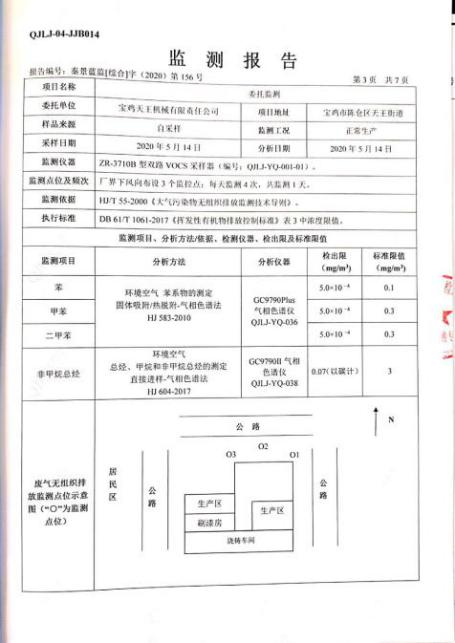 QJLJ-04-JJB014
监 测 报 告
报告编号：秦景蓝监[综合]字（2020）第 156 号
第 3 页 共 7 页
项目名称 委托监测
委托单位 宝鸡天王机械有限责任公司 项目地址 宝鸡市陈仓区天王街道
样品来源 自采样 监测工况 正常生产
采样日期 2020 年 5 月 14 日 分析日期 2020 年 5 月 14 日
监测仪器 ZR-3710B 型双路 VOCS 采样器（编号：QJLJ-YQ-001-01）。
监测点位及频次 厂界下风向布设 3 个监控点；每天监测 4 次，共监测 1 天。
监测依据 HJ/T 55-2000《大气污染物无组织排放监测技术导则》。
执行标准 DB 61/T 1061-2017《挥发性有机物排放控制标准》表 3 中浓度限值。
监测项目、分析方法/依据、检测仪器、检出限及标准限值
监测项目 分析方法 分析仪器 检出限 标准限值
（mg/m³） （mg/m³）
苯 5.0×10⁻⁴ 0.1
环境空气 苯系物的测定
固体吸附/热脱附-气相色谱法
HJ 583-2010
GC9790Plus
气相色谱仪
QJLJ-YQ-036
甲苯 5.0×10⁻⁴ 0.3
二甲苯 5.0×10⁻⁴ 0.3
非甲烷总烃
环境空气
总烃、甲烷和非甲烷总烃的测定
直接进样-气相色谱法
HJ 604-2017
GC9790II 气相
色谱仪
QJLJ-YQ-038
0.07(以碳计) 3
废气无组织排
放监测点位示意
图（“○”为监测
点位）
N
公 路
O2
O3 O1
居
民
区
公
路
公
路
生产区
刷漆房
生产区
浇铸车间